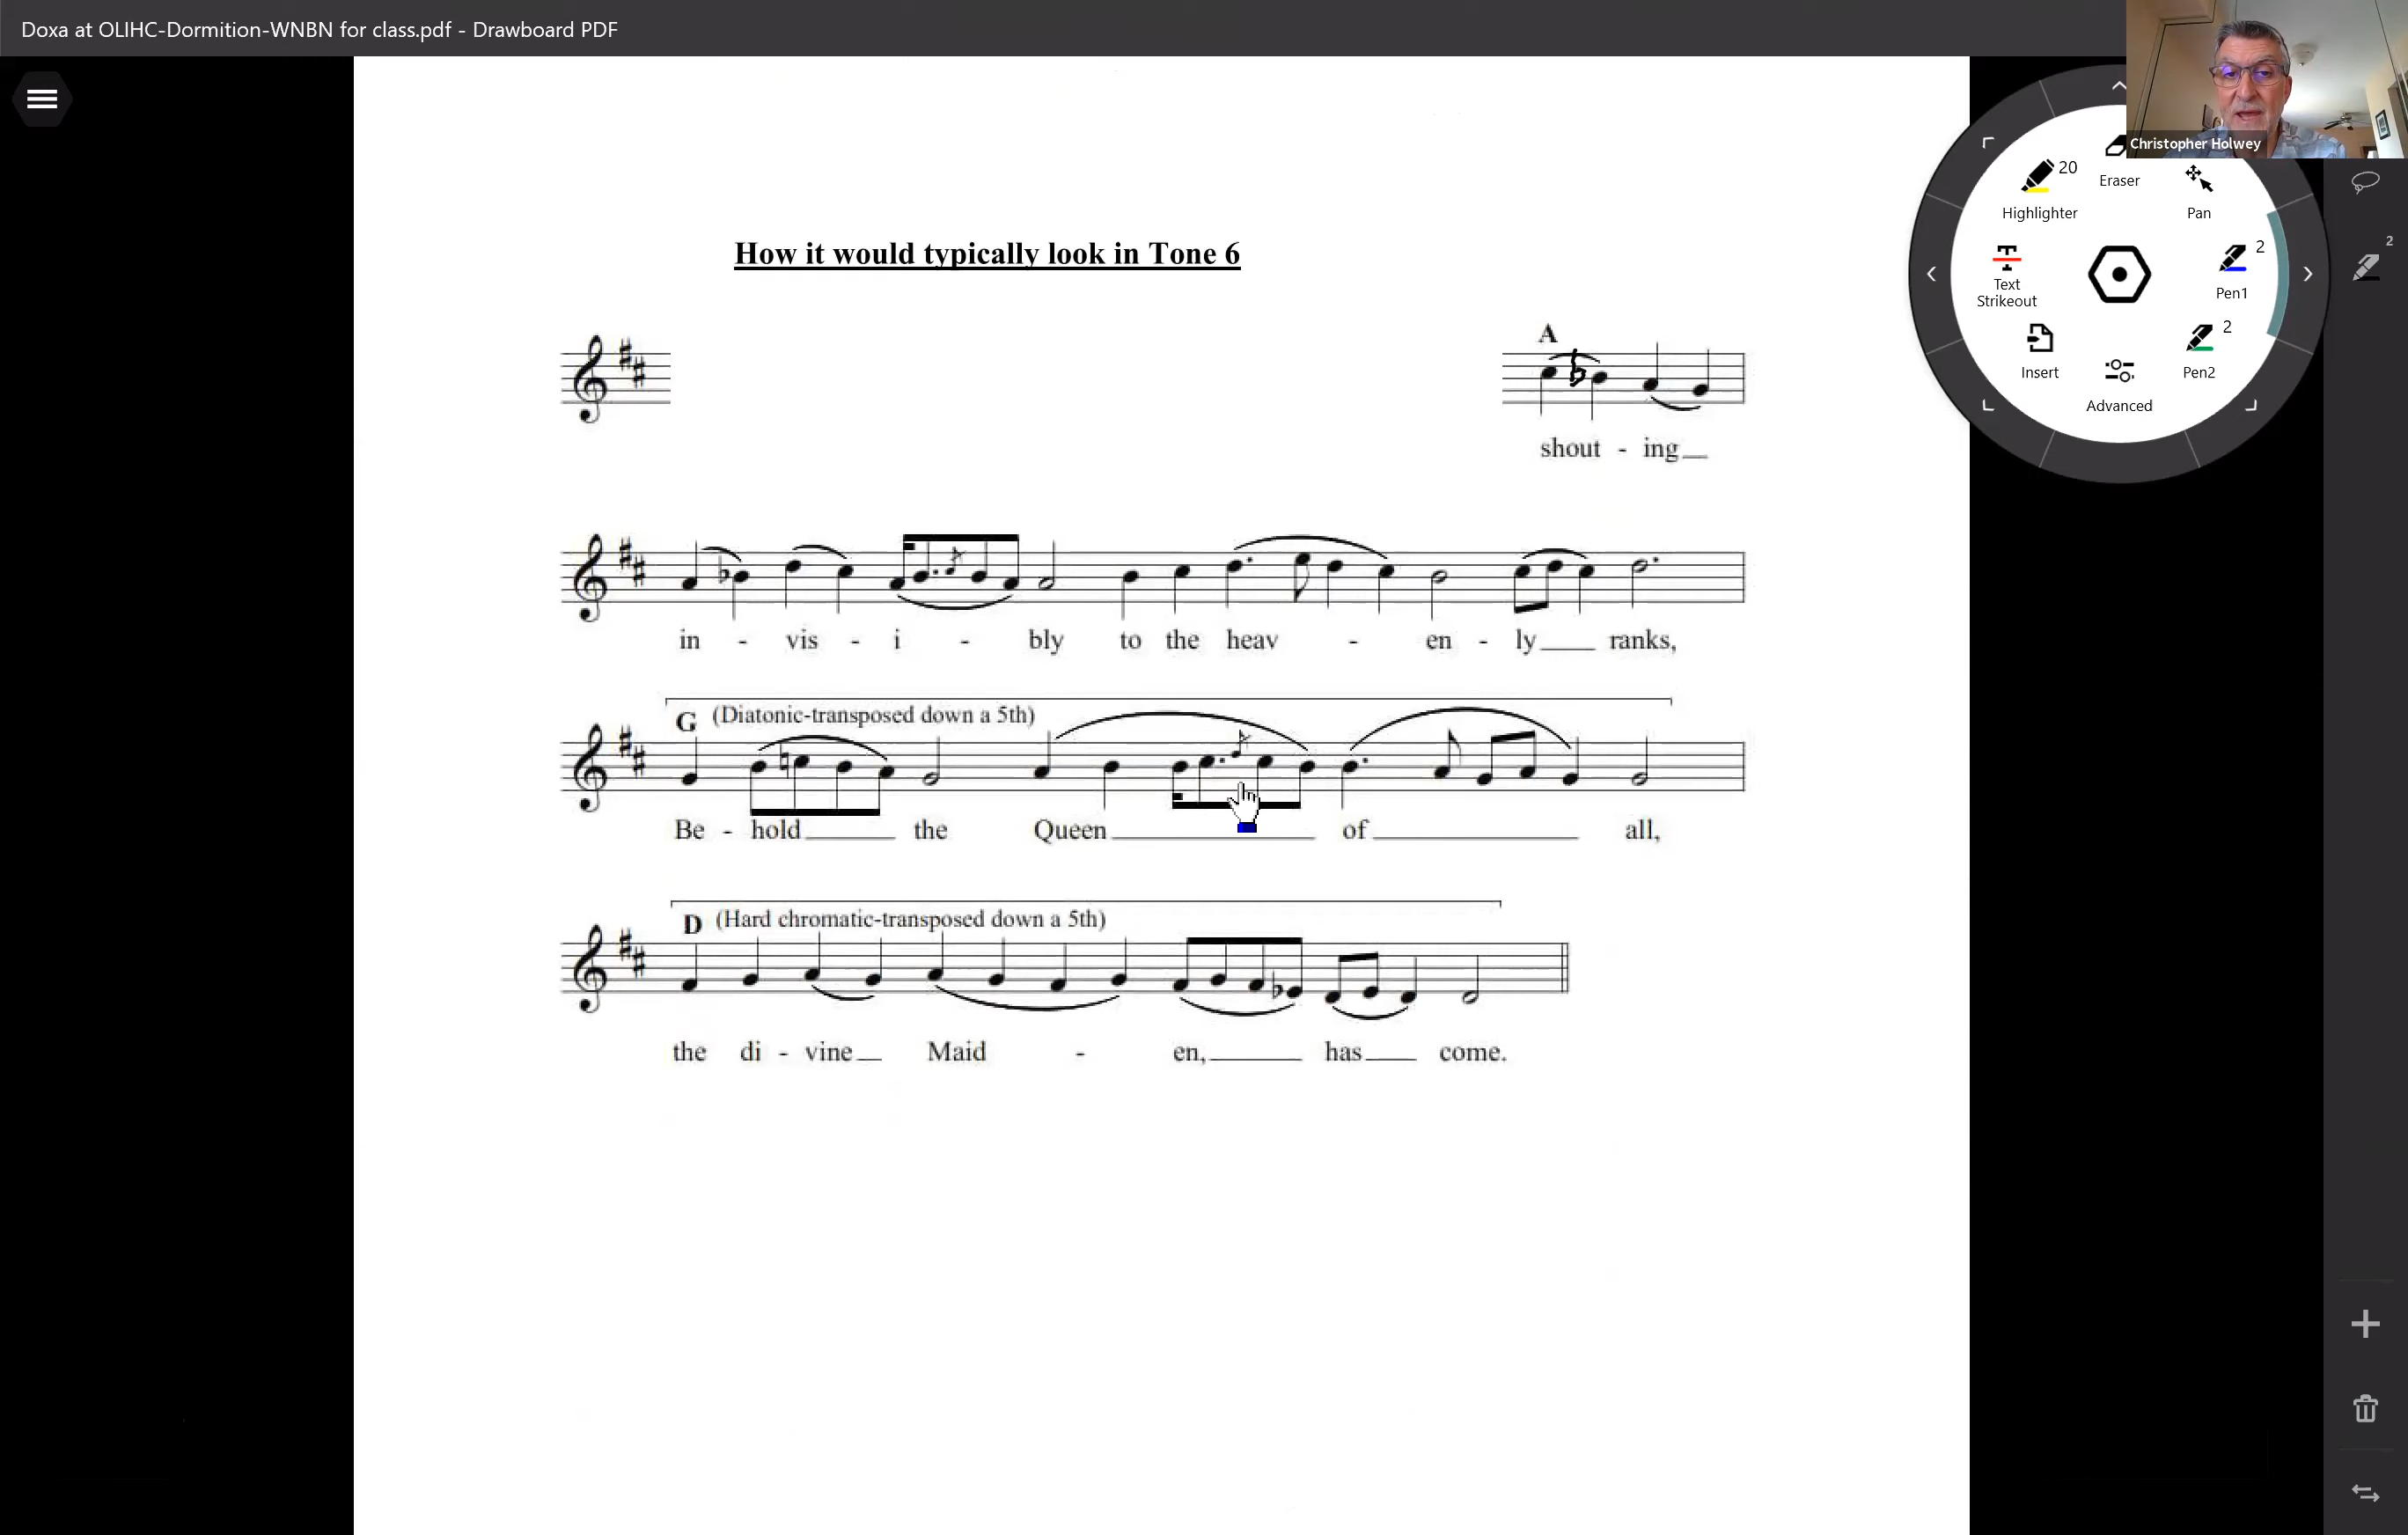 Doxa at OLIHC-Dormition-WNBN for class.pdf - Drawboard PDF
Christopher Holwey
20
Eraser
Highlighter
Pan
2
2
Text
Strikeout
Pen1
2
Insert
Pen2
Advanced
How it would typically look in Tone 6
A
shout - ing
in - vis - i - bly to the heav - en - ly ranks,
G (Diatonic-transposed down a 5th)
Be - hold the Queen of all,
D (Hard chromatic-transposed down a 5th)
the di - vine Maid - en, has come.